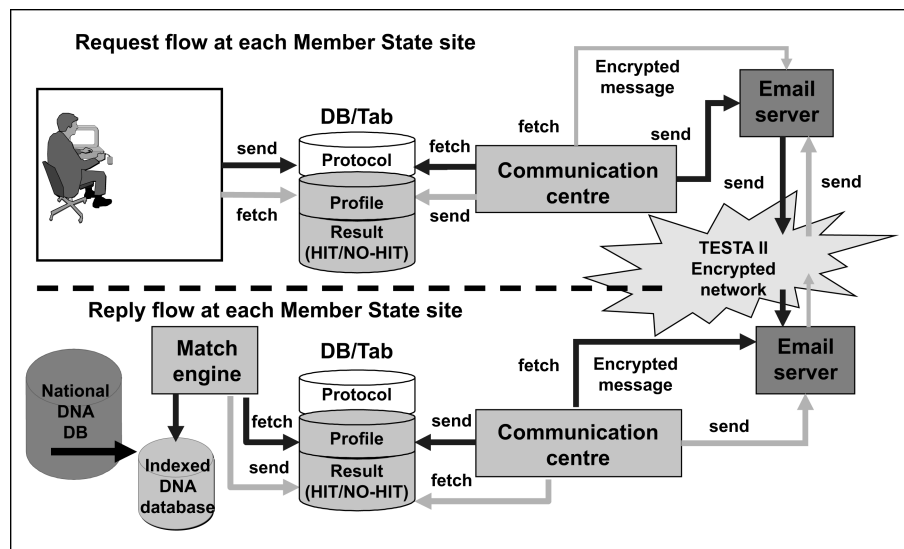 Request flow at each Member State site
Encrypted
message
Email
server
DB/Tab
fetch
send
send
fetch
Protocol
Communication
centre
send
send
Profile
fetch
send
Result
(HIT/NO-HIT)
TESTA II
Encrypted
network
Reply flow at each Member State site
Match
engine
DB/Tab
fetch
Encrypted
message
Email
server
National
DNA
DB
Protocol
fetch
send
Communication
centre
send
Profile
Indexed
DNA
database
send
Result
(HIT/NO-HIT)
fetch